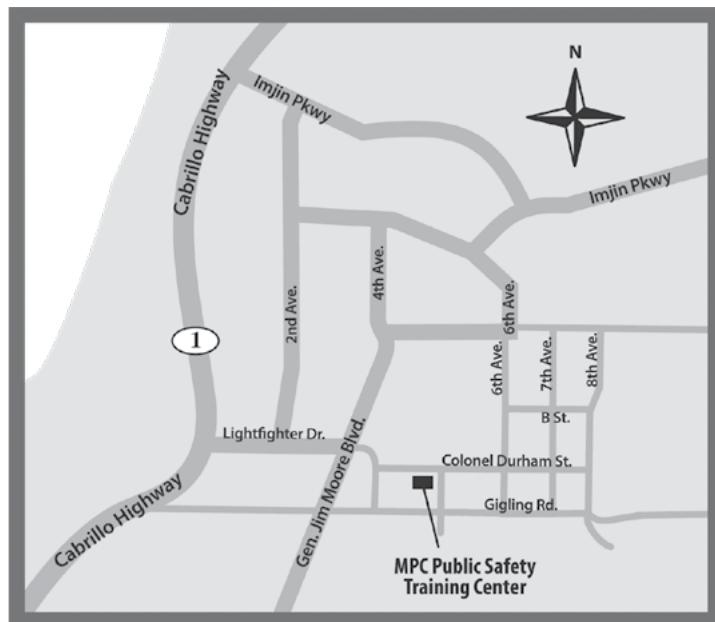 N
Imjin Pkwy
Cabrillo Highway
Imjin Pkwy
4th Ave.
2nd Ave.
6th Ave.
1
6th Ave.
7th Ave.
8th Ave.
B St.
Lightfighter Dr.
Gen. Jim Moore Blvd.
Colonel Durham St.
Cabrillo Highway
Gigling Rd.
MPC Public Safety
Training Center